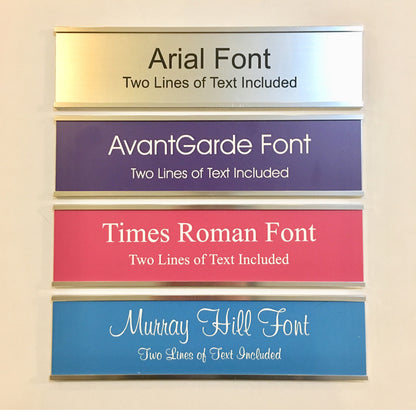 Arial Font
Two Lines of Text Included
AvantGarde Font
Two Lines of Text Included
Times Roman Font
Two Lines of Text Included
Murray Hill Font
Two Lines of Text Included